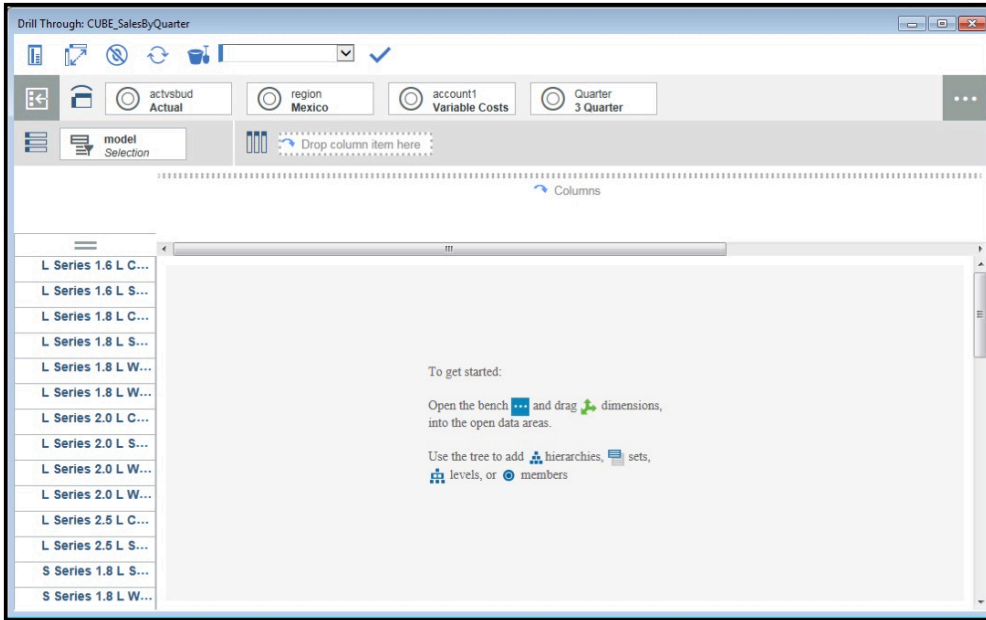 Drill Through: CUBE_SalesByQuarter
actvsbud
Actual
region
Mexico
account1
Variable Costs
Quarter
3 Quarter
model
Selection
Drop column item here
Columns
L Series 1.6 L C...
L Series 1.6 L S...
L Series 1.8 L C...
L Series 1.8 L S...
L Series 1.8 L W...
L Series 1.8 L W...
L Series 2.0 L C...
L Series 2.0 L S...
L Series 2.0 L W...
L Series 2.0 L W...
L Series 2.5 L C...
L Series 2.5 L S...
S Series 1.8 L S...
S Series 1.8 L W...
To get started:
Open the bench ... and drag dimensions,
into the open data areas.
Use the tree to add hierarchies, sets,
levels, or members